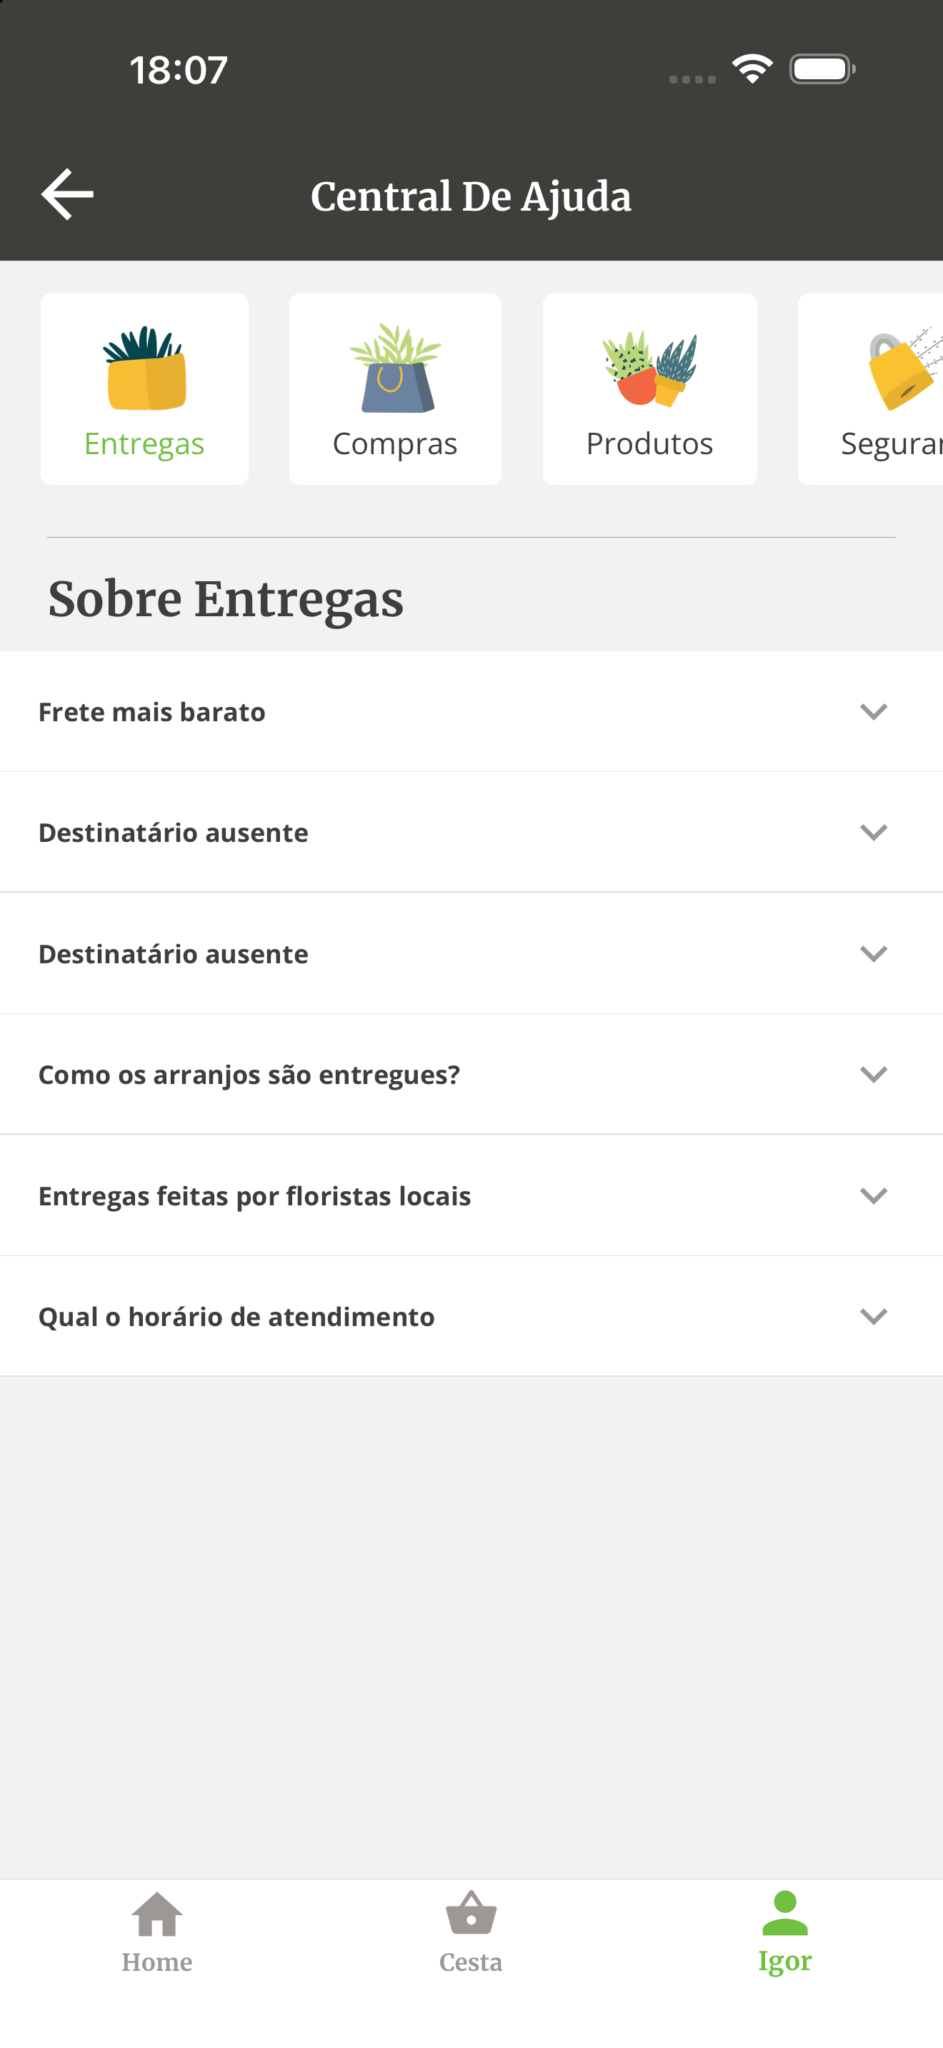 18:07
Central De Ajuda
Entregas
Compras
Produtos
Sobre Entregas
Frete mais barato
Destinatário ausente
Destinatário ausente
Como os arranjos são entregues?
Entregas feitas por floristas locais
Qual o horário de atendimento
Home
Cesta
Igor